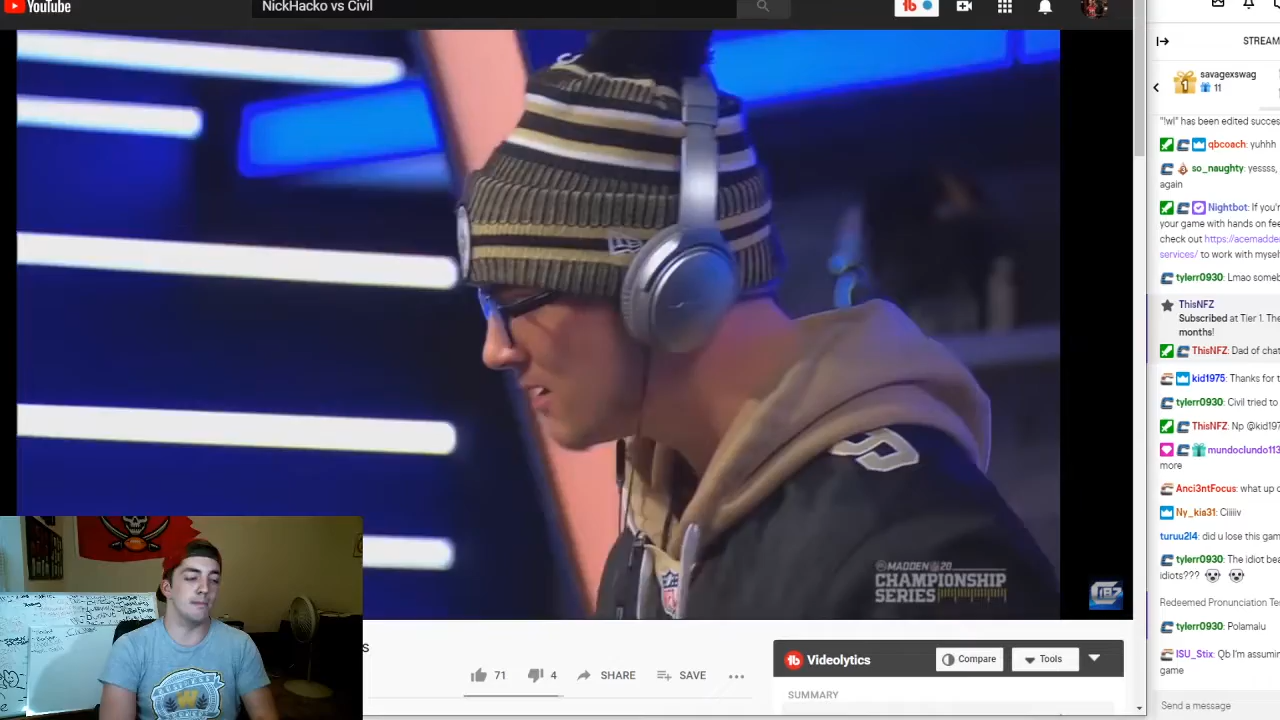 YouTube
NickHacko vs Civil
STREAM
savagexswag
11
"!wl" has been edited succes
qbcoach: yuhhh
so_naughty: yessss,
again
Nightbot: If you'r
your game with hands on fee
check out https://acemadde
services/ to work with myse
tylerr0930: Lmao someb
ThisNFZ
Subscribed at Tier 1. The
months!
ThisNFZ: Dad of chat
kid1975: Thanks for t
tylerr0930: Civil tried to
ThisNFZ: Np @kid197
mundoclundo113
more
Anci3ntFocus: what up c
Ny_kia31: Ciiiiv
turuu2l4: did u lose this gam
tylerr0930: The idiot bea
idiots???
Redeemed Pronunciation Te
tylerr0930: Polamalu
ISU_Stix: Qb I'm assumin
game
Send a message
S
NFL
MADDEN 20
CHAMPIONSHIP
SERIES
s
71
4
SHARE
SAVE
Videolytics
Compare
Tools
SUMMARY